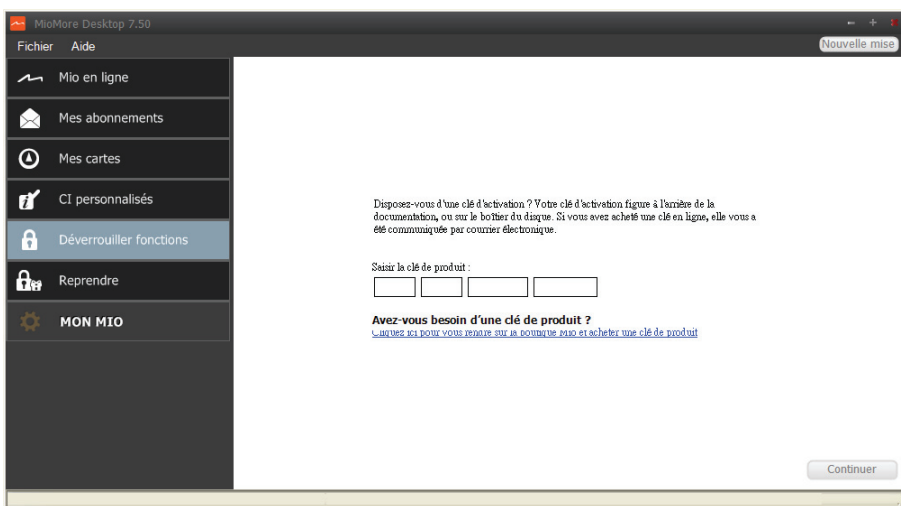 MioMore Desktop 7.50
Fichier Aide
Nouvelle mise
Mio en ligne
Mes abonnements
Mes cartes
CI personnalisés
Déverrouiller fonctions
Reprendre
MON MIO
Disposez-vous d'une clé d'activation ? Votre clé d'activation figure à l'arrière de la
documentation, ou sur le boîtier du disque. Si vous avez acheté une clé en ligne, elle vous a
été communiquée par courrier électronique.
Saisir la clé de produit :
Avez-vous besoin d'une clé de produit ?
Cliquez ici pour vous rendre sur la boutique Mio et acheter une clé de produit
Continuer